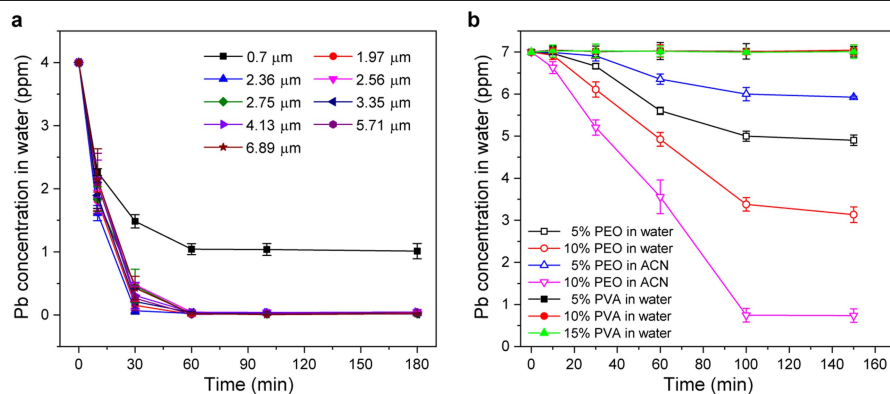 a
Pb concentration in water (ppm)
4
3
2
1
0
0.7 μm
1.97 μm
2.36 μm
2.56 μm
2.75 μm
3.35 μm
4.13 μm
5.71 μm
6.89 μm
0 30 60 90 120 150 180
Time (min)
b
Pb concentration in water (ppm)
7
6
5
4
3
2
1
0
5% PEO in water
10% PEO in water
5% PEO in ACN
10% PEO in ACN
5% PVA in water
10% PVA in water
15% PVA in water
0 20 40 60 80 100 120 140 160
Time (min)